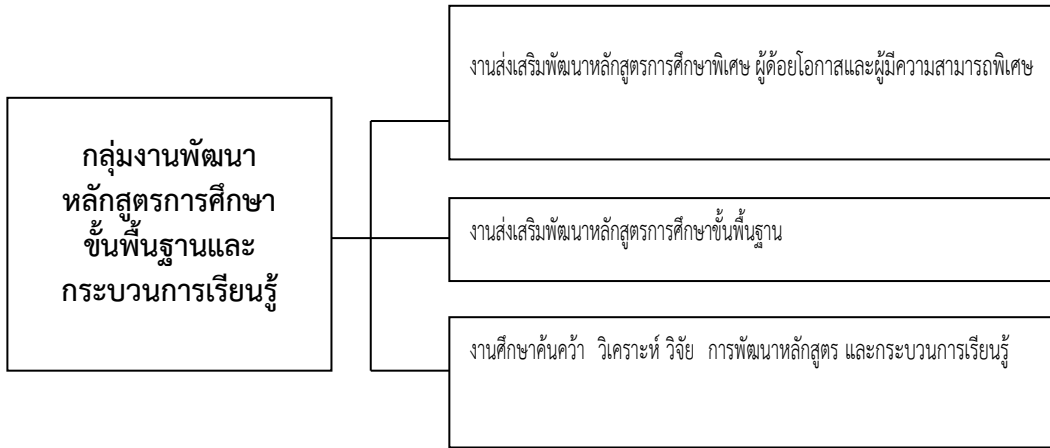 กลุ่มงานพัฒนา
หลักสูตรการศึกษา
ขั้นพื้นฐานและ
กระบวนการเรียนรู้
งานส่งเสริมพัฒนาหลักสูตรการศึกษาพิเศษ ผู้ด้อยโอกาสและผู้มีความสามารถพิเศษ
งานส่งเสริมพัฒนาหลักสูตรการศึกษาขั้นพื้นฐาน
งานศึกษาค้นคว้า วิเคราะห์ วิจัย การพัฒนาหลักสูตร และกระบวนการเรียนรู้